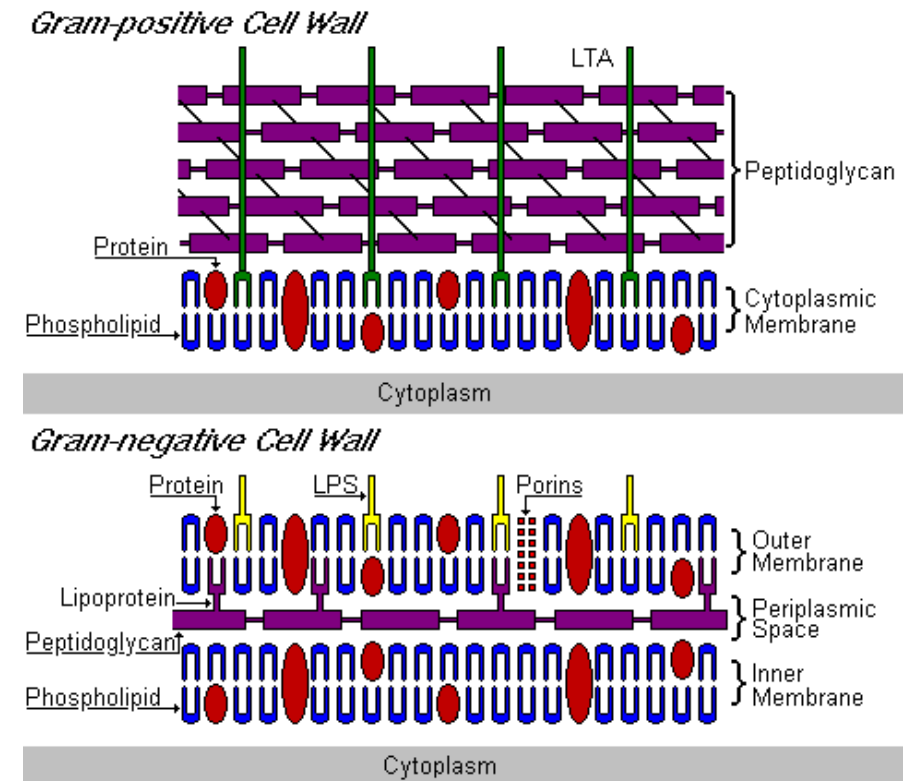 Gram-positive Cell Wall
LTA
Peptidoglycan
Protein
Cytoplasmic
Membrane
Phospholipid
Cytoplasm
Gram-negative Cell Wall
Protein
LPS
Porins
Outer
Membrane
Lipoprotein
Periplasmic
Space
Peptidoglycan
Inner
Membrane
Phospholipid
Cytoplasm